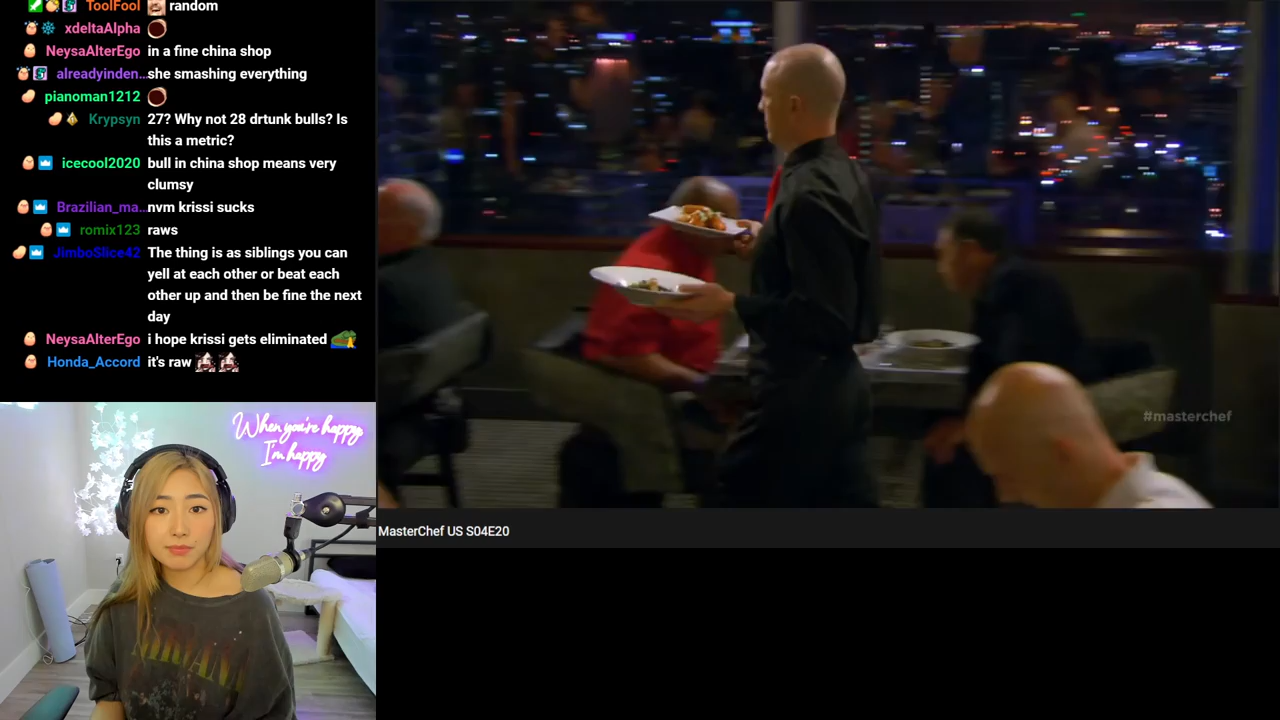 ToolFool random
xdeltaAlpha
NeysaAlterEgo in a fine china shop
alreadyinden... she smashing everything
pianoman1212
Krypsyn 27? Why not 28 drtunk bulls? Is
this a metric?
icecool2020 bull in china shop means very
clumsy
Brazilian_ma... nvm krissi sucks
romix123 raws
JimboSlice42 The thing is as siblings you can
yell at each other or beat each
other up and then be fine the next
day
NeysaAlterEgo i hope krissi gets eliminated
Honda_Accord it's raw
When you're happy
I'm happy
NIRVANA
#masterchef
MasterChef US S04E20